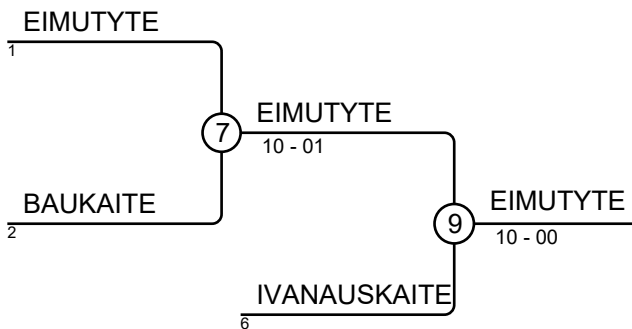 EIMUTYTE
1
7
EIMUTYTE
10 - 01
BAUKAITE
2
9
EIMUTYTE
10 - 00
IVANAUSKAITE
6